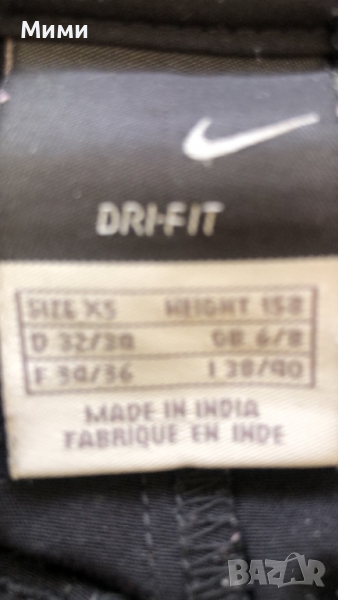 Мими
DRI-FIT
SIZE XS HEIGHT 158
D 32/34 GB 6/8
F 34/36 I 38/40
MADE IN INDIA
FABRIQUE EN INDE
BAZAR